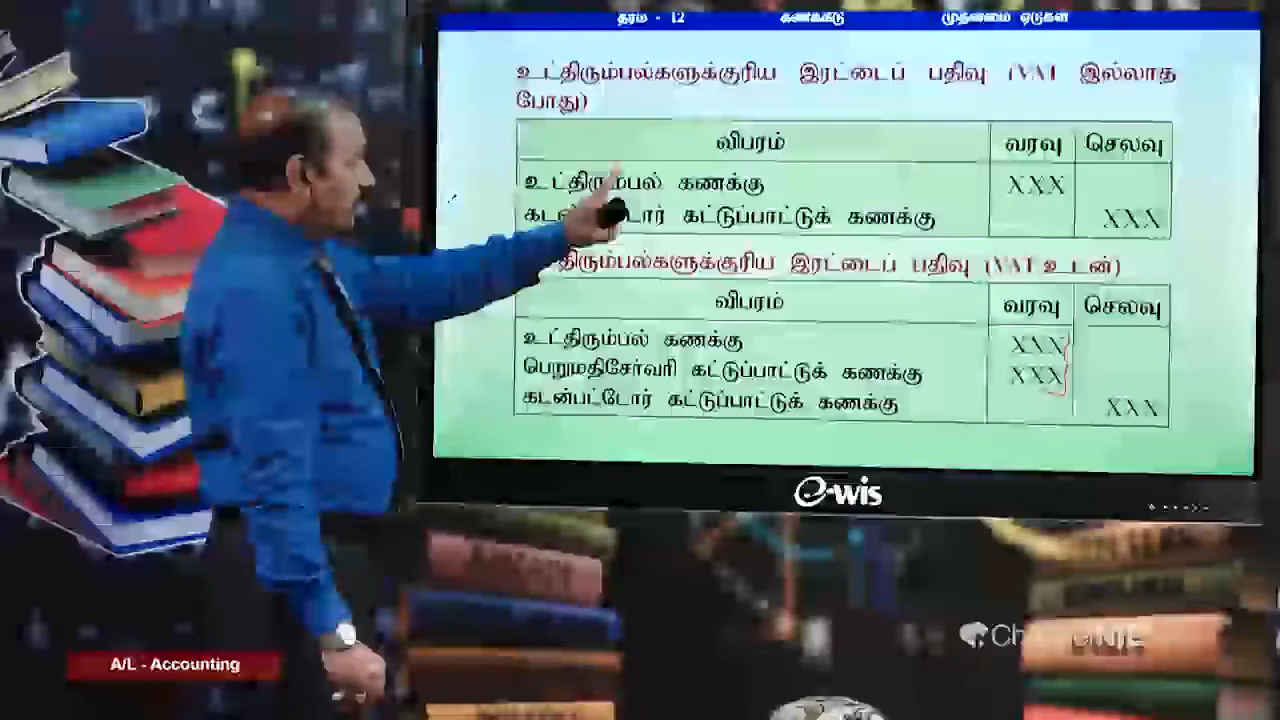 தரம் - 12 கணக்கீடு முதன்மை ஏடுகள்
உட்திரும்பல்களுக்குரிய இரட்டைப் பதிவு (VAT இல்லாத
போது)
விபரம் வரவு செலவு
உட்திரும்பல் கணக்கு XXX
கட்டுப்பாட்டுக் கணக்கு XXX
திரும்பல்களுக்குரிய இரட்டைப் பதிவு (VAT உடன்)
விபரம் வரவு செலவு
உட்திரும்பல் கணக்கு XXX
பெறுமதிசேர்வரி கட்டுப்பாட்டுக் கணக்கு XXX
கடன்பட்டோர் கட்டுப்பாட்டுக் கணக்கு XXX
e-wis
A/L - Accounting